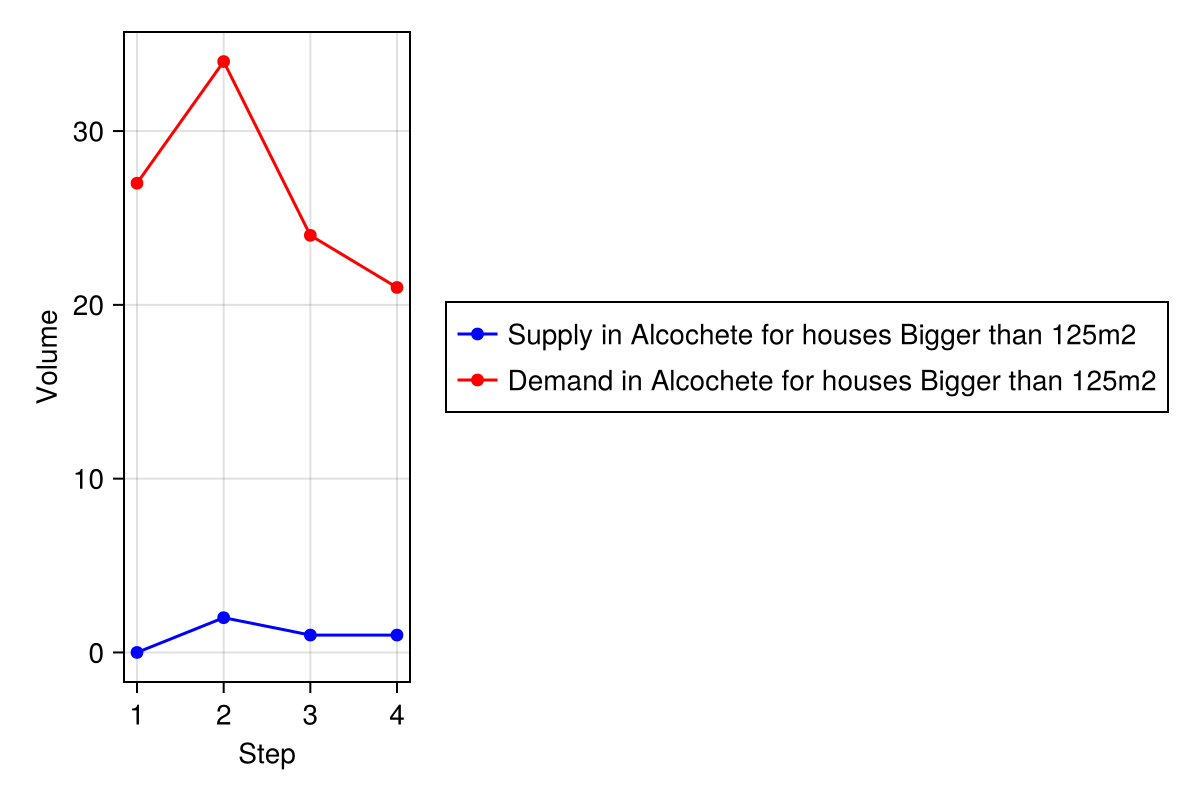 Volume
30
20
10
0
1 2 3 4
Step
Supply in Alcochete for houses Bigger than 125m2
Demand in Alcochete for houses Bigger than 125m2